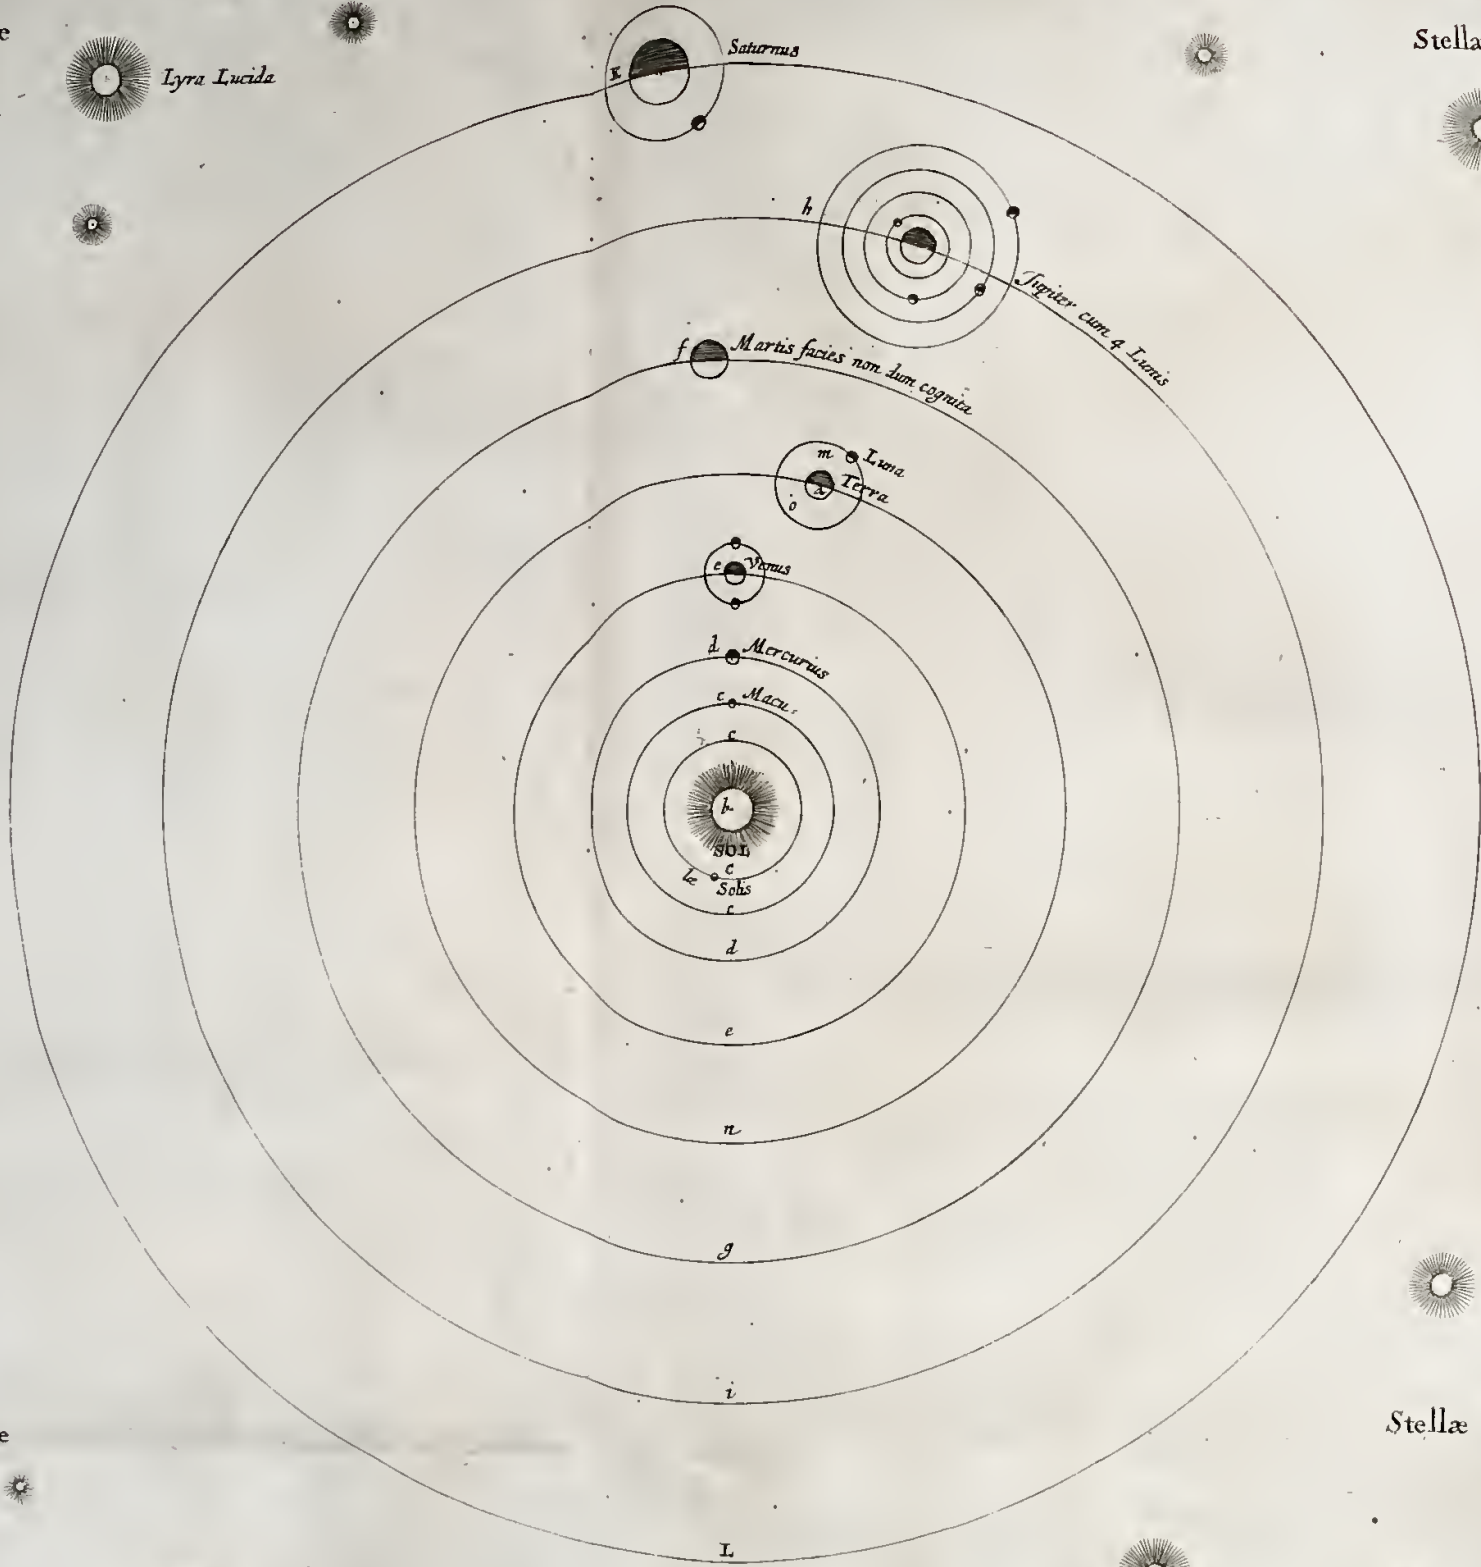 Saturnus
Stella
Lyra Lucida
K
h
Jupiter cum 4 Lunis
f
Martis facies non dum cognita
m
Luna
a
Terra
o
e
Venus
d
Mercurius
c
Macu-
c
b
SOL
c
læ
Solis
c
d
e
n
g
i
Stellæ
L